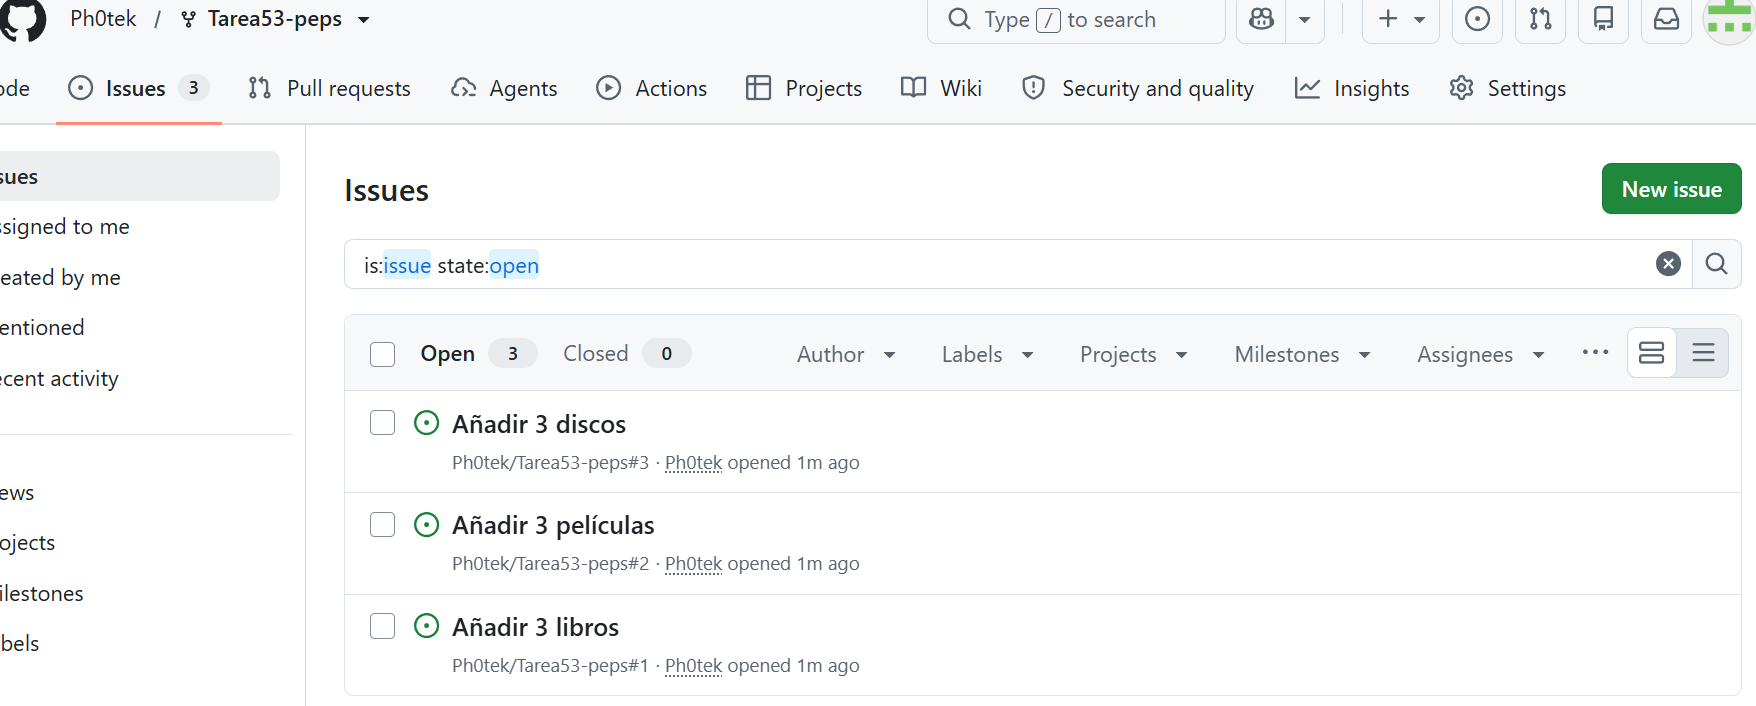 Ph0tek / Tarea53-peps
Type / to search
ode Issues 3 Pull requests Agents Actions Projects Wiki Security and quality Insights Settings
sues
ssigned to me
eated by me
entioned
ecent activity
ews
ojects
ilestones
bels
Issues
New issue
is:issue state:open
Open 3 Closed 0 Author Labels Projects Milestones Assignees
Añadir 3 discos
Ph0tek/Tarea53-peps#3 · Ph0tek opened 1m ago
Añadir 3 películas
Ph0tek/Tarea53-peps#2 · Ph0tek opened 1m ago
Añadir 3 libros
Ph0tek/Tarea53-peps#1 · Ph0tek opened 1m ago